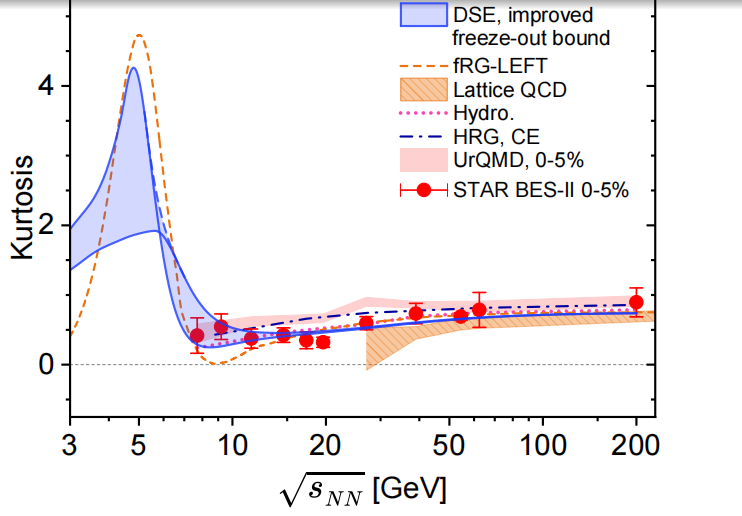 DSE, improved
freeze-out bound
fRG-LEFT
Lattice QCD
Hydro.
HRG, CE
UrQMD, 0-5%
STAR BES-II 0-5%
Kurtosis
4
2
0
3 5 10 20 50 100 200
√s_NN [GeV]